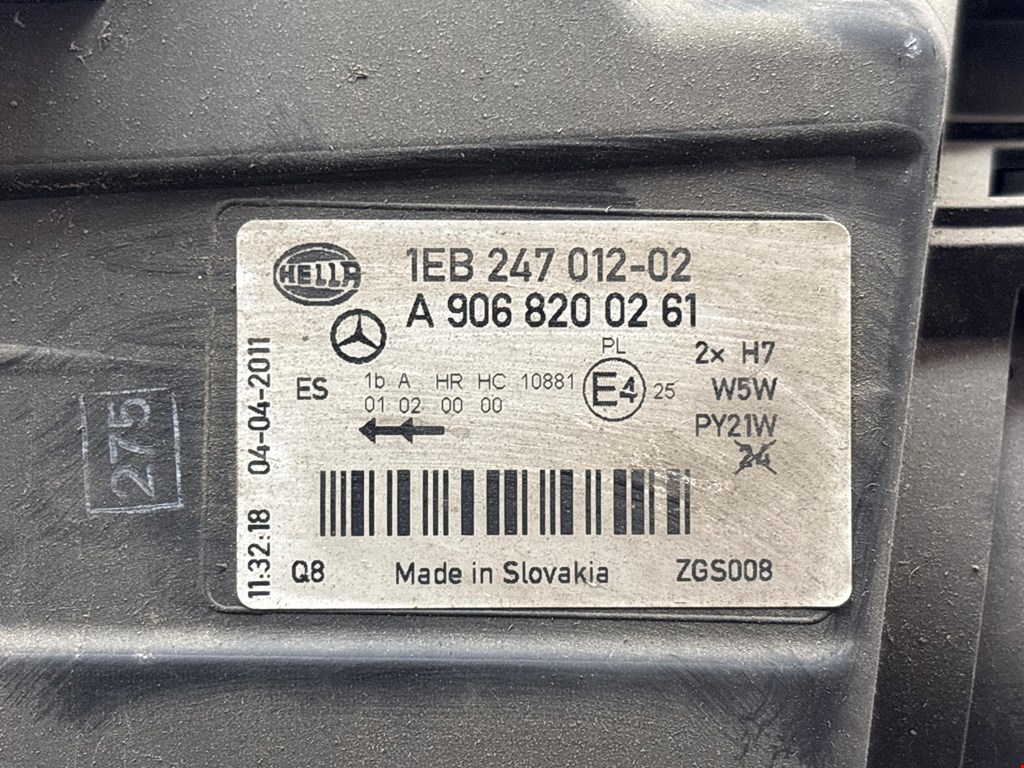 HELLA
1EB 247 012-02
A 906 820 02 61
PL
2x H7
ES
1b A HR HC 10881
E4
25
W5W
01 02 00 00
PY21W
24
Q8
Made in Slovakia
ZGS008
11:32:18 04-04-2011
275